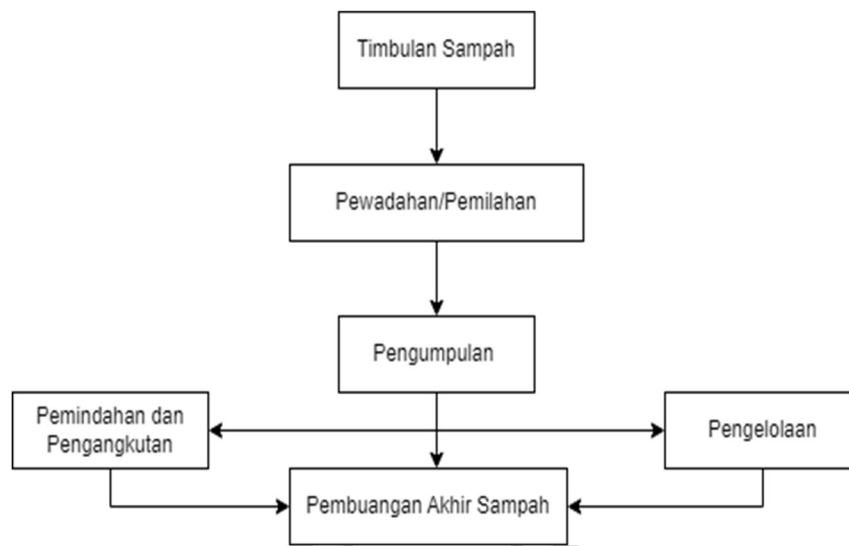 Timbulan Sampah
Pewadahan/Pemilahan
Pengumpulan
Pemindahan dan
Pengangkutan
Pengelolaan
Pembuangan Akhir Sampah